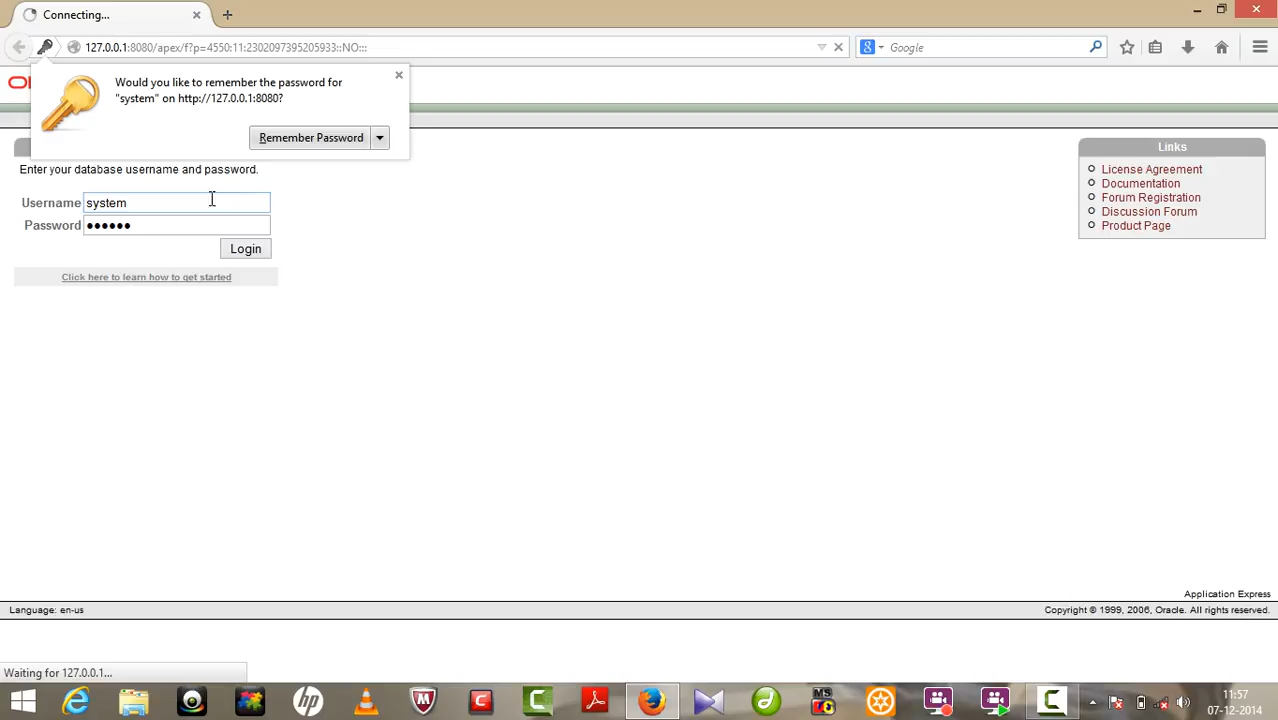 Connecting...
127.0.0.1:8080/apex/f?p=4550:11:2302097395205933::NO:::
Google
Would you like to remember the password for
"system" on http://127.0.0.1:8080?
Remember Password
Enter your database username and password.
Username system
Password ••••••
Login
Click here to learn how to get started
Links
License Agreement
Documentation
Forum Registration
Discussion Forum
Product Page
Application Express
Language: en-us
Copyright © 1999, 2006, Oracle. All rights reserved.
Waiting for 127.0.0.1...
11:57
07-12-2014